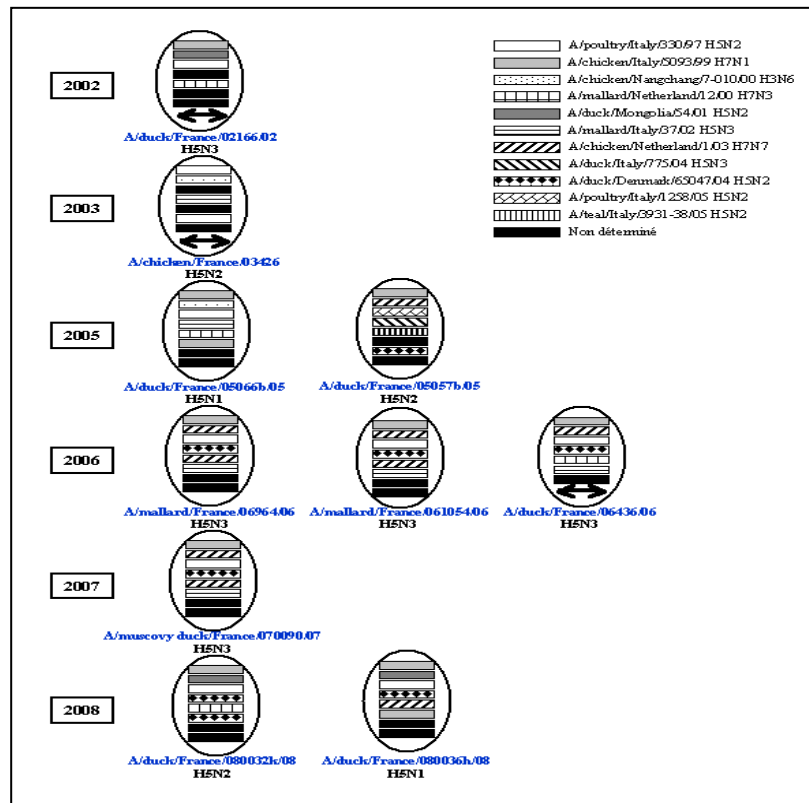 A/poultry/Italy/330/97 H5N2
A/chicken/Italy/5093/99 H7N1
A/chicken/Nangchang/7-010/00 H3N6
A/mallard/Netherland/12/00 H7N3
A/duck/Mongolia/54/01 H5N2
A/mallard/Italy/37/02 H5N3
A/chicken/Netherland/1/03 H7N7
A/duck/Italy/775/04 H5N3
A/duck/Denmark/65047/04 H5N2
A/poultry/Italy/1258/05 H5N2
A/teal/Italy/3931-38/05 H5N2
Non déterminé
2002
A/duck/France/02166/02
H5N3
2003
A/chicken/France/03426
H5N2
2005
A/duck/France/05066b/05
H5N1
A/duck/France/05057b/05
H5N2
2006
A/mallard/France/06964/06
H5N3
A/mallard/France/061054/06
H5N3
A/duck/France/06436/06
H5N3
2007
A/muscovy duck/France/070090/07
H5N3
2008
A/duck/France/080032k/08
H5N2
A/duck/France/080036h/08
H5N1